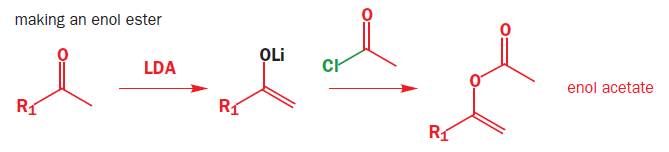 making an enol ester
O
R1
LDA
OLi
R1
O
Cl
O
O
R1
enol acetate